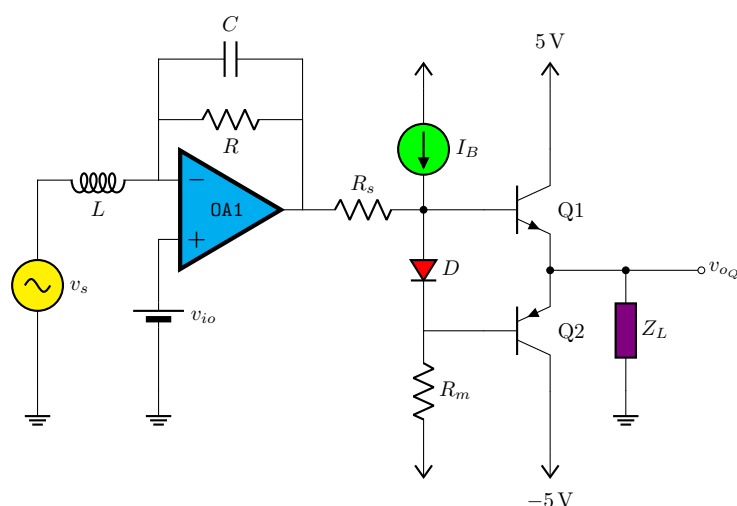 C
5 V
R
I_B
−
OA1
+
L
R_s
Q1
v_s
D
v_{o_Q}
v_{io}
Q2
Z_L
R_m
−5 V